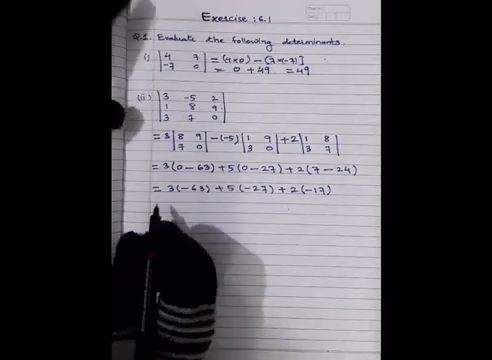 Exercise : 6.1
Q.1. Evaluate the following determinants.
i) | 4 7 | = (4×0) - [7×(-7)]
| -7 0 | = 0 + 49 = 49
(ii) | 3 -5 2 |
| 1 8 9 |
| 3 7 0 |
= 3 | 8 9 | -(-5) | 1 9 | +2 | 1 8 |
| 7 0 | | 3 0 | | 3 7 |
= 3(0-63) + 5(0-27) + 2(7-24)
= 3(-63) + 5(-27) + 2(-17)